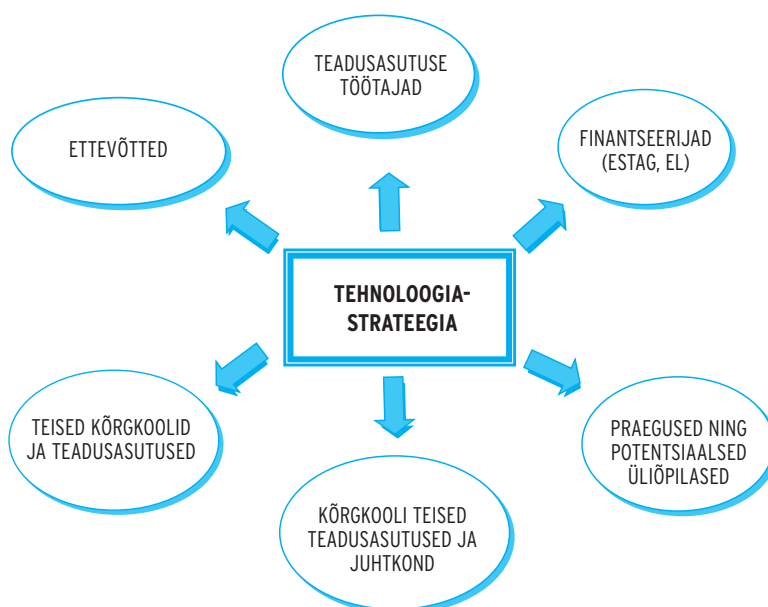 TEADUSASUTUSE
TÖÖTAJAD
ETTEVÕTTED
FINANTSEERIJAD
(ESTAG, EL)
TEHNOLOOGIA-
STRATEEGIA
TEISED KÕRGKOOLID
JA TEADUSASUTUSED
PRAEGUSED NING
POTENTSIAALSED
ÜLIÕPILASED
KÕRGKOOLI TEISED
TEADUSASUTUSED JA
JUHTKOND